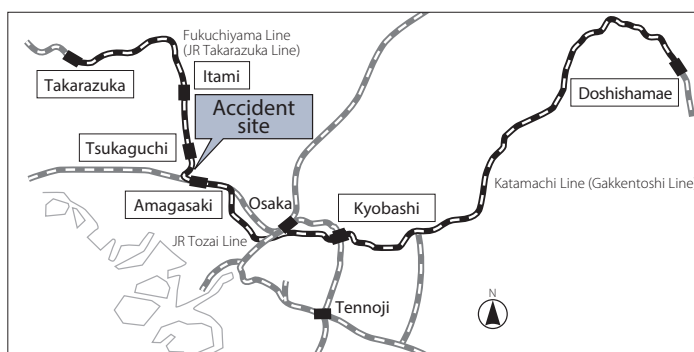 Fukuchiyama Line
(JR Takarazuka Line)
Takarazuka
Itami
Accident
site
Doshishamae
Tsukaguchi
Katamachi Line (Gakkentoshi Line)
Amagasaki
Osaka
Kyobashi
JR Tozai Line
Tennoji
N